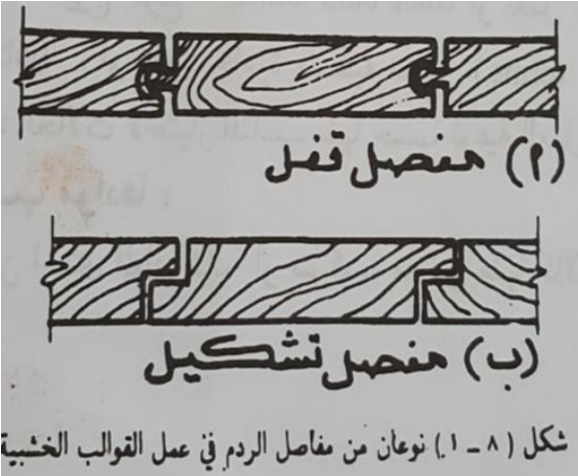 (م) مفصل قفل
(ب) مفصل تشكيل
شكل (٨ - ١) نوعان من مفاصل الردم في عمل القوالب الخشبية